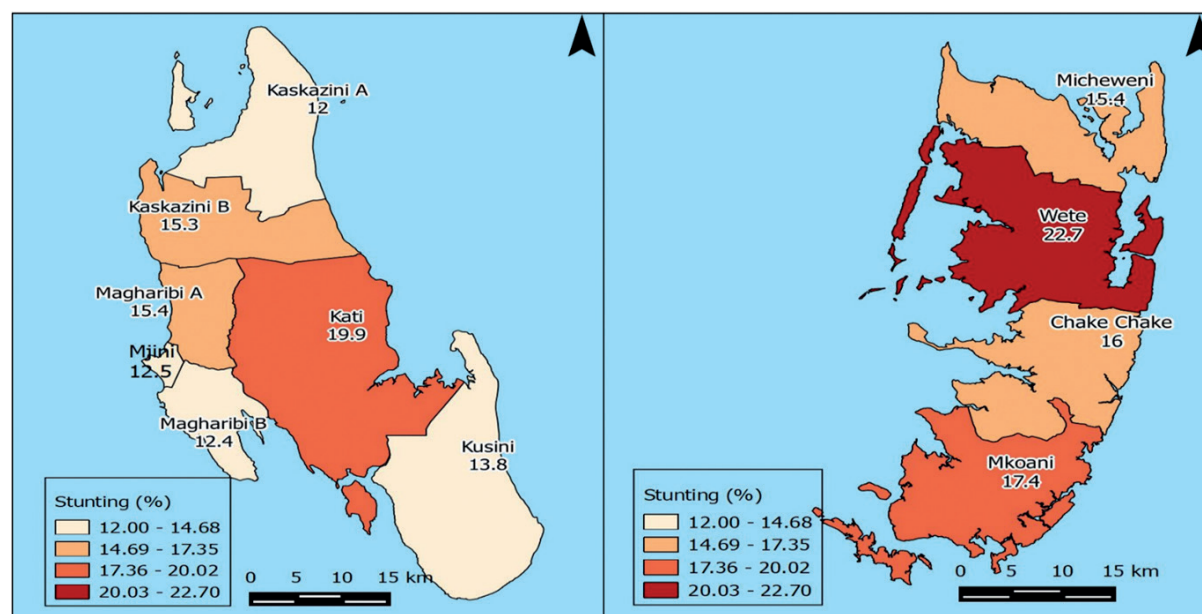 Kaskazini A
12
Kaskazini B
15.3
Magharibi A
15.4
Kati
19.9
Mjini
12.5
Magharibi B
12.4
Kusini
13.8
Stunting (%)
12.00 - 14.68
14.69 - 17.35
17.36 - 20.02
20.03 - 22.70
0 5 10 15 km
Micheweni
15.4
Wete
22.7
Chake Chake
16
Mkoani
17.4
Stunting (%)
12.00 - 14.68
14.69 - 17.35
17.36 - 20.02
20.03 - 22.70
0 5 10 15 km